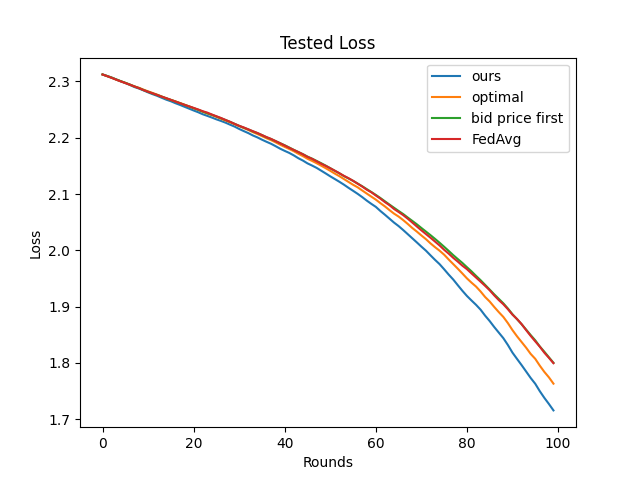 Tested Loss
ours
optimal
bid price first
FedAvg
2.3
2.2
2.1
2.0
1.9
1.8
1.7
Loss
0 20 40 60 80 100
Rounds